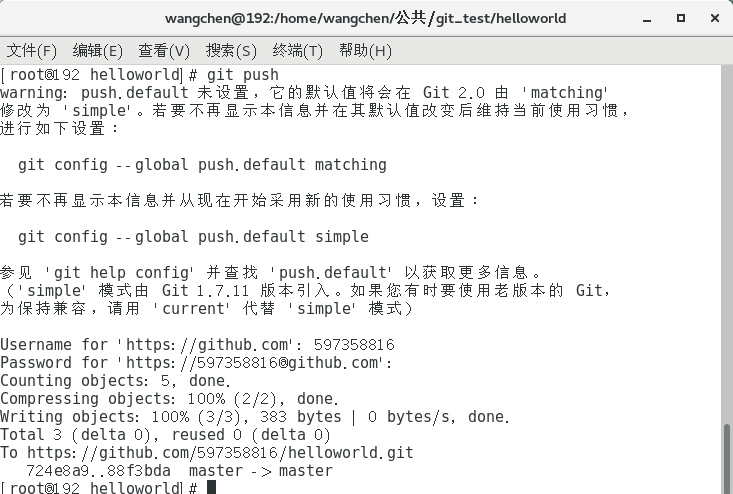 wangchen@192:/home/wangchen/公共/git_test/helloworld
文件(F) 编辑(E) 查看(V) 搜索(S) 终端(T) 帮助(H)
[root@192 helloworld]# git push
warning: push.default 未设置，它的默认值将会在 Git 2.0 由 'matching'
修改为 'simple'。若要不再显示本信息并在其默认值改变后维持当前使用习惯，
进行如下设置：
git config --global push.default matching
若要不再显示本信息并从现在开始采用新的使用习惯，设置：
git config --global push.default simple
参见 'git help config' 并查找 'push.default' 以获取更多信息。
（'simple' 模式由 Git 1.7.11 版本引入。如果您有时要使用老版本的 Git，
为保持兼容，请用 'current' 代替 'simple' 模式）
Username for 'https://github.com': 597358816
Password for 'https://597358816@github.com':
Counting objects: 5, done.
Compressing objects: 100% (2/2), done.
Writing objects: 100% (3/3), 383 bytes | 0 bytes/s, done.
Total 3 (delta 0), reused 0 (delta 0)
To https://github.com/597358816/helloworld.git
724e8a9..88f3bda master -> master
[root@192 helloworld]#